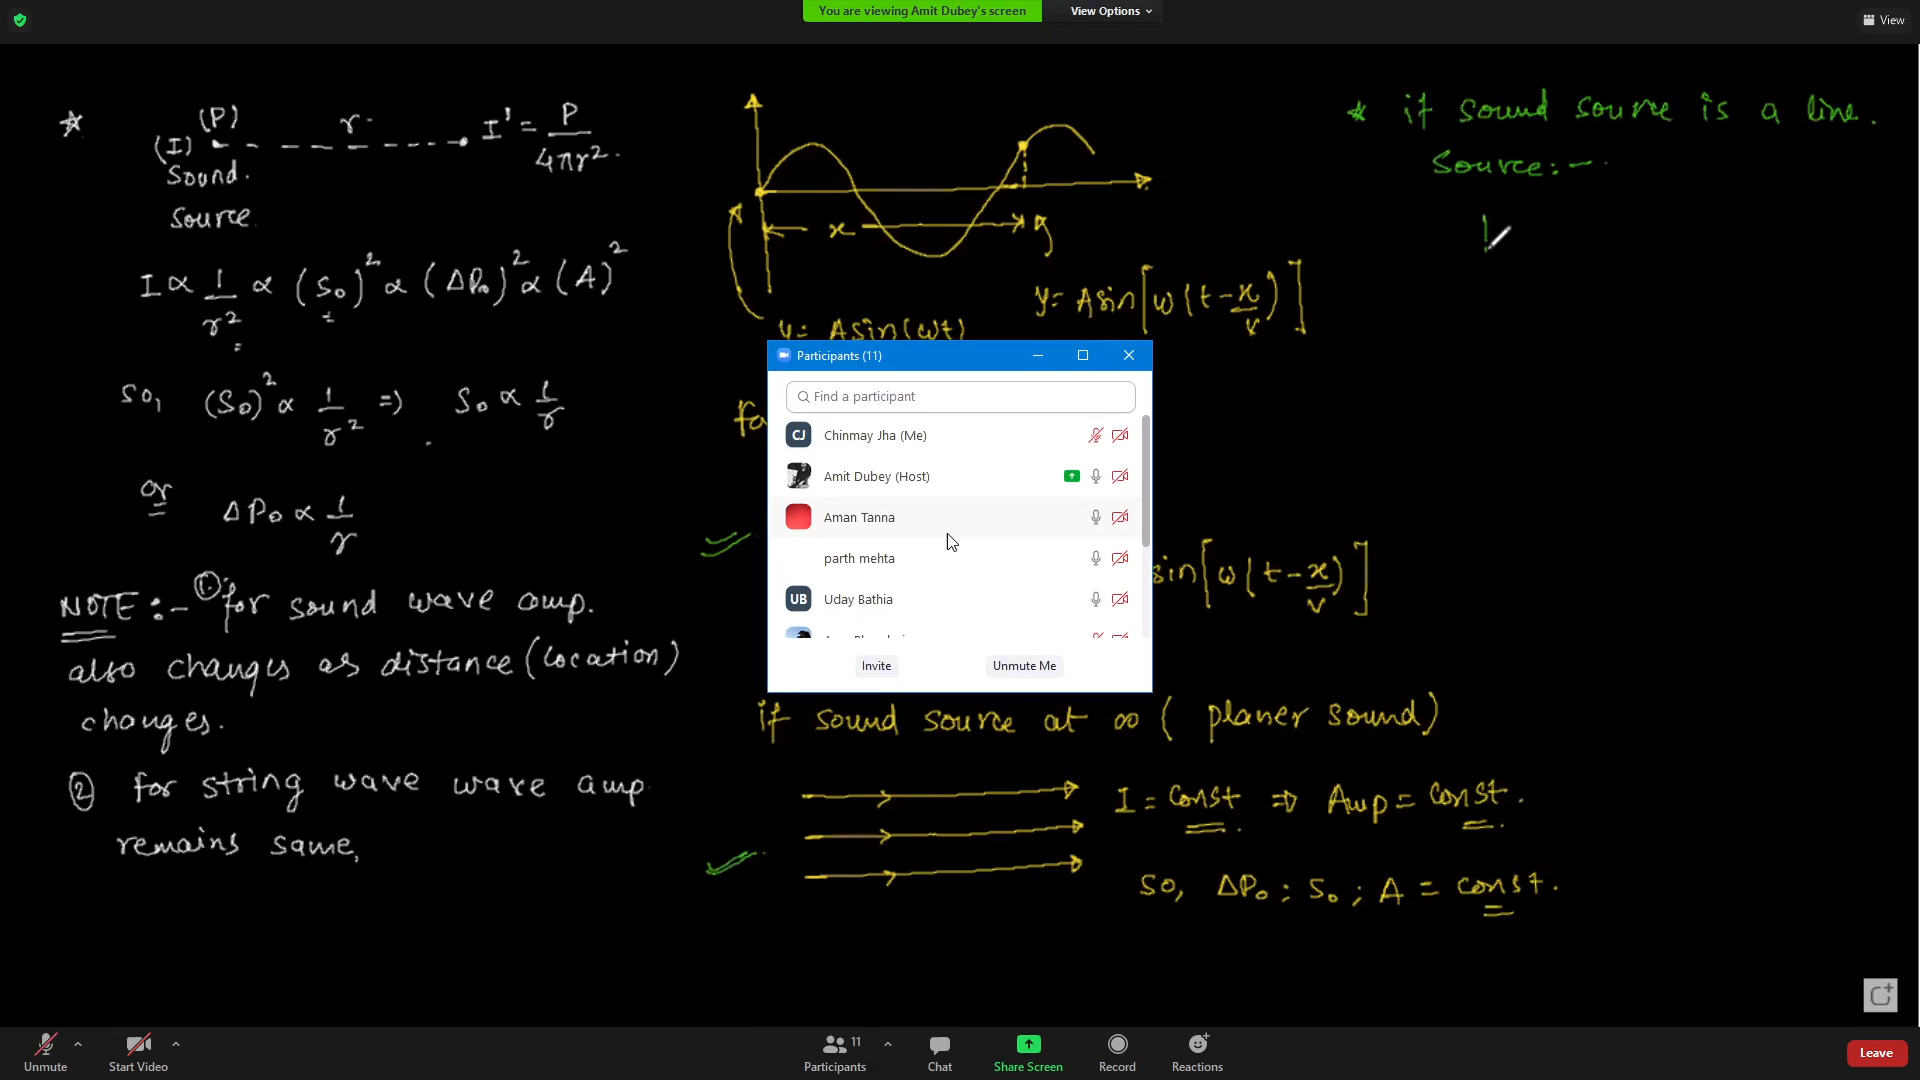 You are viewing Amit Dubey's screen
View Options
View
(P)
r
(I)
I' = P / 4πr²
Sound
Source
I ∝ 1/r² ∝ (S₀)² ∝ (ΔP₀)² ∝ (A)²
So, (S₀)² ∝ 1/r² => S₀ ∝ 1/r
or
ΔP₀ ∝ 1/r
NOTE :- ① for sound wave amp.
also changes as distance (location)
changes.
② for string wave wave amp
remains same,
x
y = A sin [ω(t - x/v)]
y = A sin(ωt)
sin [ω(t - x/v)]
if sound source at ∞ ( planer sound)
I = const ⇒ Amp = const.
So, ΔP₀ ; S₀ ; A = const.
* if sound source is a line.
Source :-
Participants (11)
Find a participant
CJ Chinmay Jha (Me)
Amit Dubey (Host)
Aman Tanna
parth mehta
UB Uday Bathia
Invite
Unmute Me
Unmute
Start Video
11
Participants
Chat
Share Screen
Record
Reactions
Leave